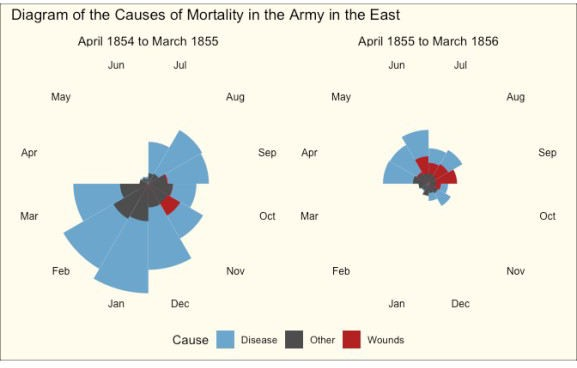 Diagram of the Causes of Mortality in the Army in the East
April 1854 to March 1855
Jun
Jul
May
Aug
Apr
Sep
Mar
Oct
Feb
Nov
Jan
Dec
April 1855 to March 1856
Jun
Jul
May
Aug
Apr
Sep
Mar
Oct
Feb
Nov
Jan
Dec
Cause Disease Other Wounds